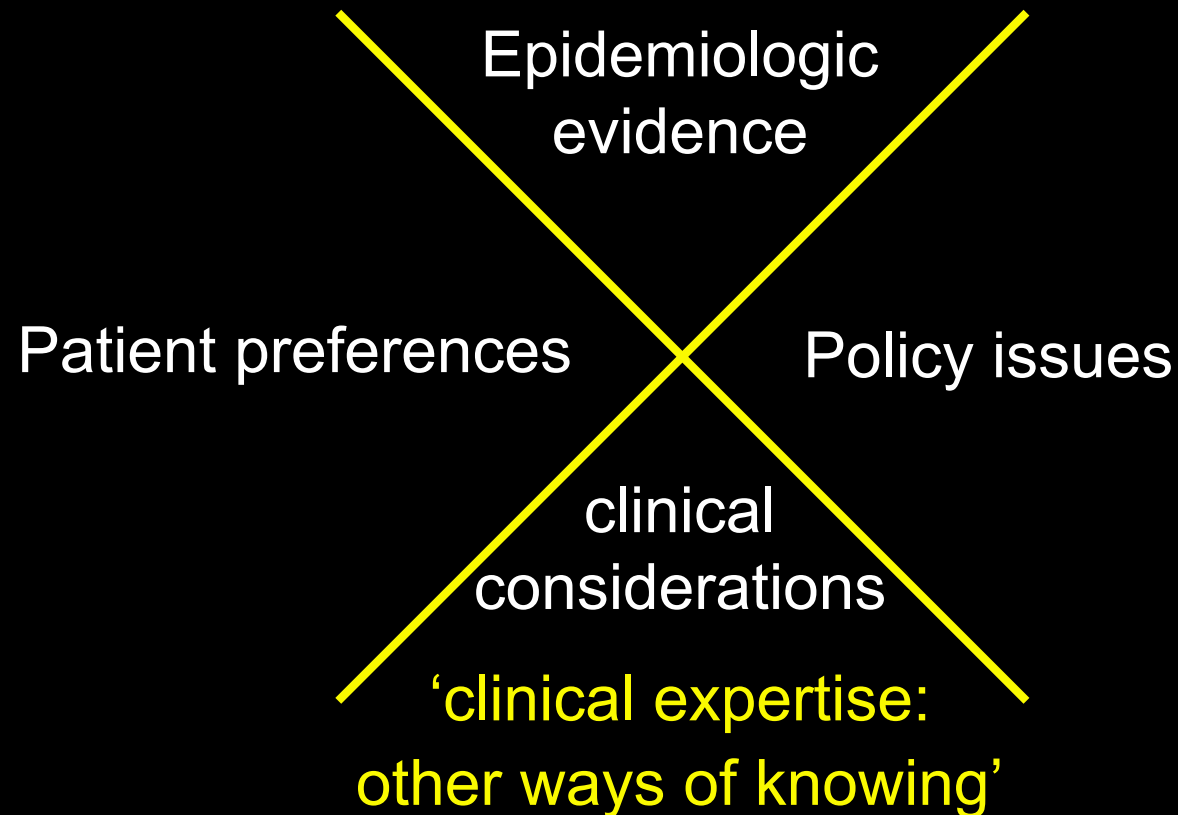 Epidemiologic
evidence
Patient preferences
Policy issues
clinical
considerations
‘clinical expertise:
other ways of knowing’